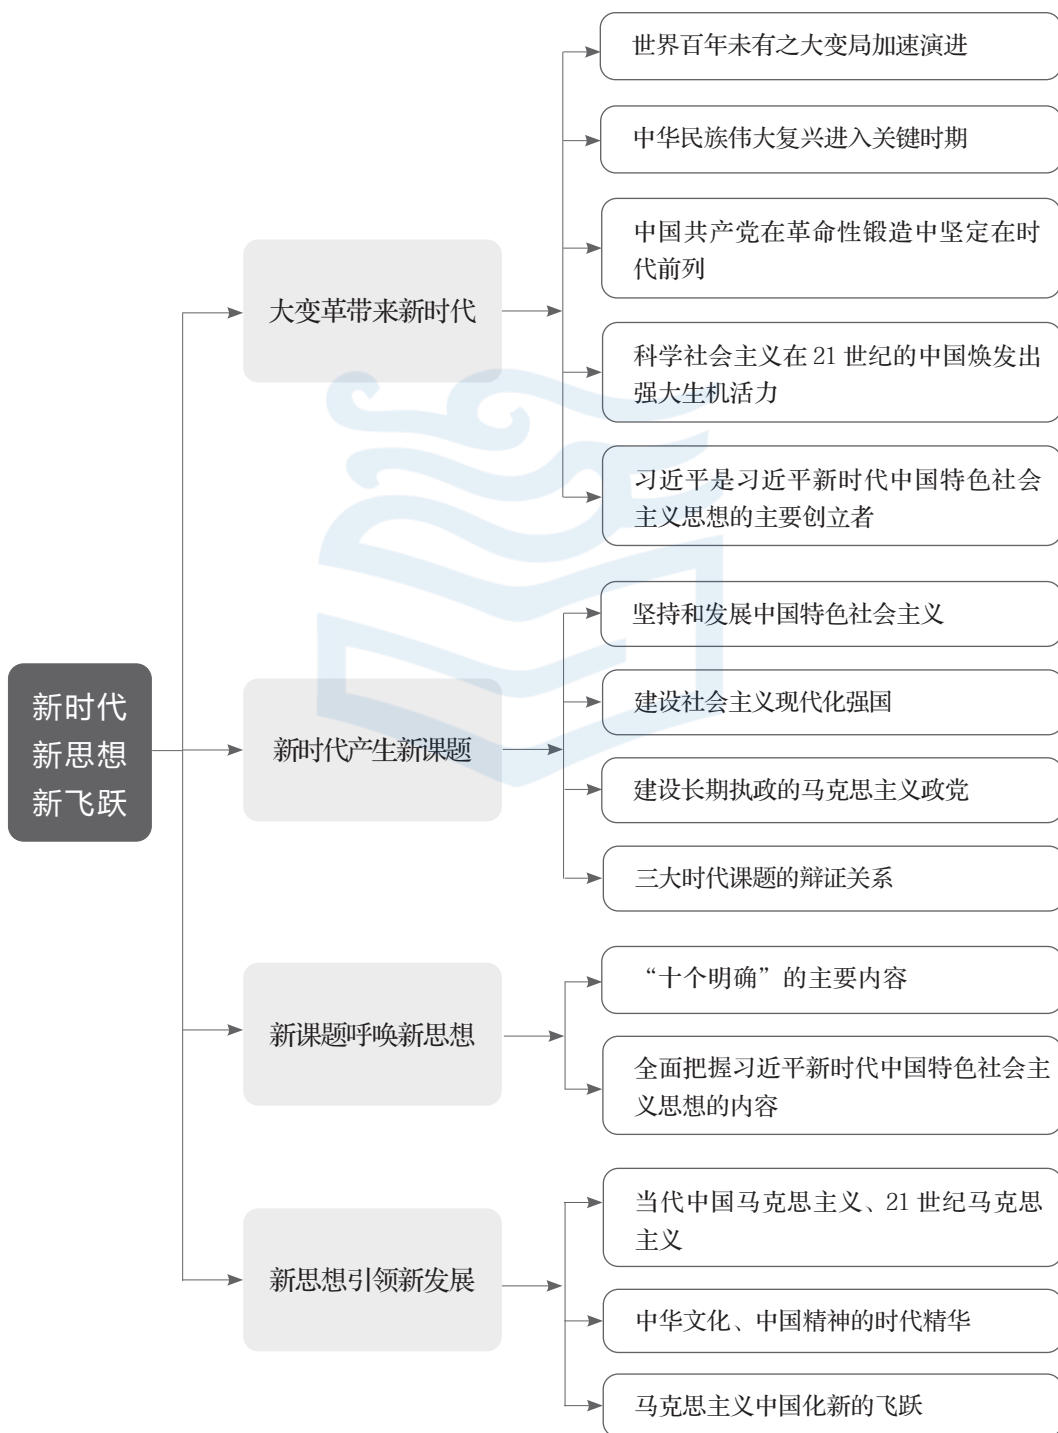 新时代
新思想
新飞跃
大变革带来新时代
世界百年未有之大变局加速演进
中华民族伟大复兴进入关键时期
中国共产党在革命性锻造中坚定在时
代前列
科学社会主义在 21 世纪的中国焕发出
强大生机活力
习近平是习近平新时代中国特色社会
主义思想的主要创立者
新时代产生新课题
坚持和发展中国特色社会主义
建设社会主义现代化强国
建设长期执政的马克思主义政党
三大时代课题的辩证关系
新课题呼唤新思想
“十个明确”的主要内容
全面把握习近平新时代中国特色社会主
义思想的内容
新思想引领新发展
当代中国马克思主义、21 世纪马克思
主义
中华文化、中国精神的时代精华
马克思主义中国化新的飞跃